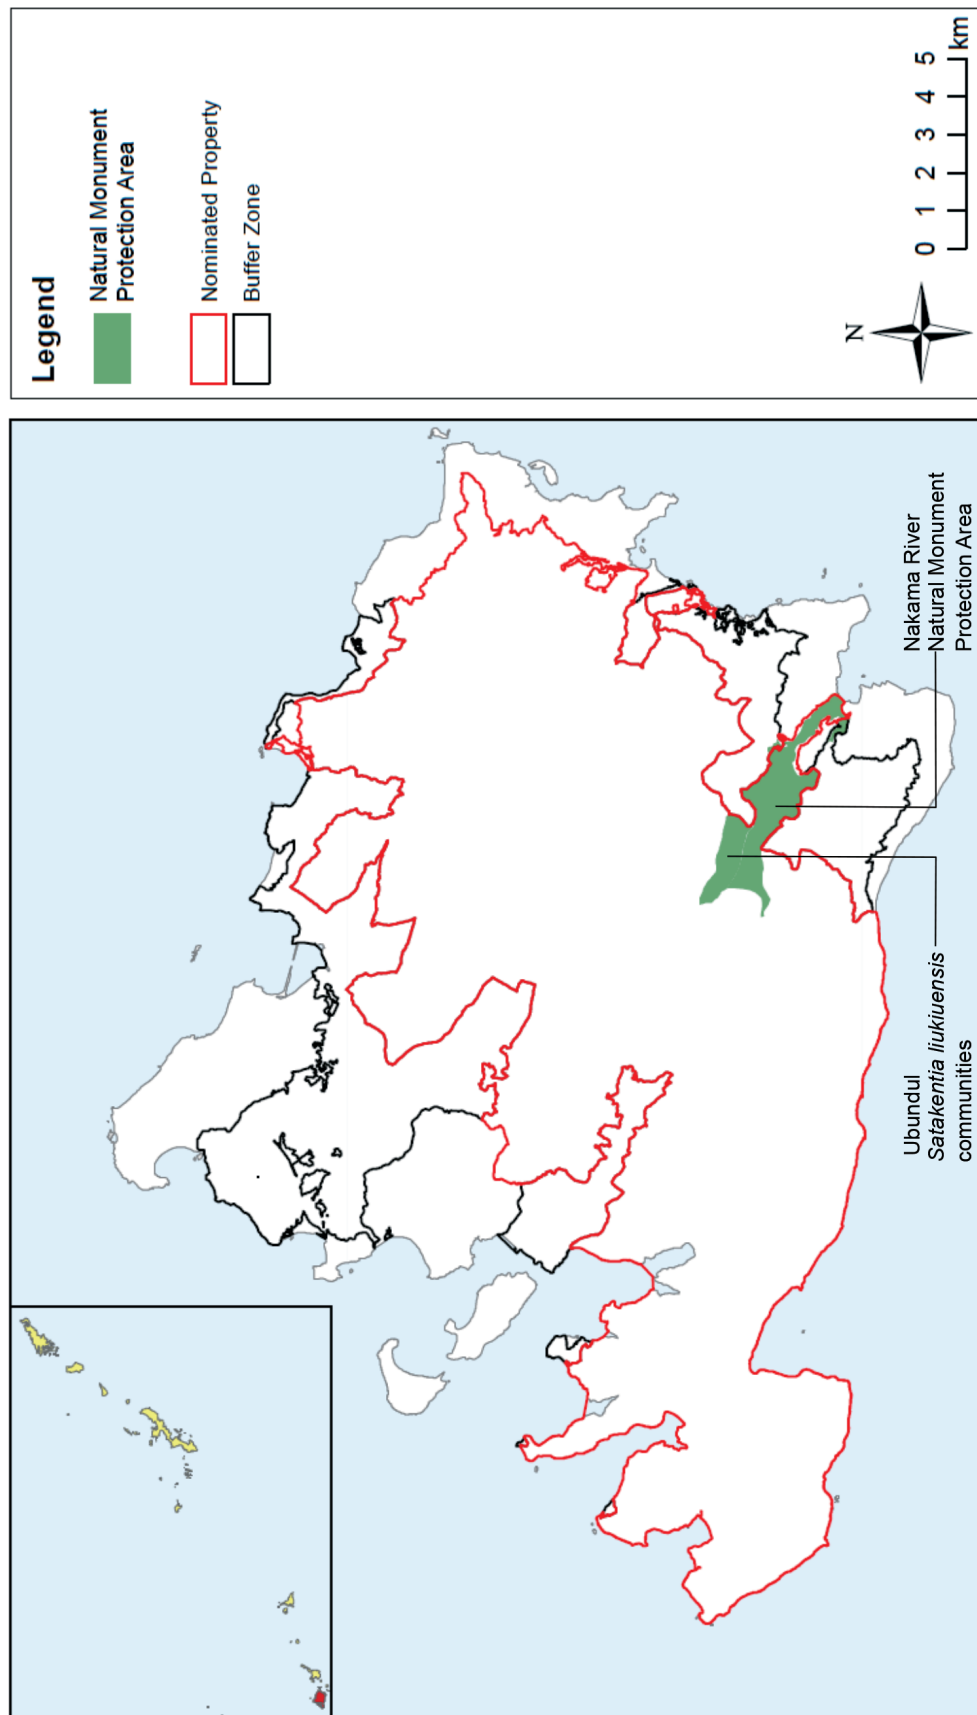 Legend
Natural Monument
Protection Area
Nominated Property
Buffer Zone
N
0 1 2 3 4 5
km
Nakama River
Natural Monument
Protection Area
Ubundul
Satakentia liukiuensis
communities